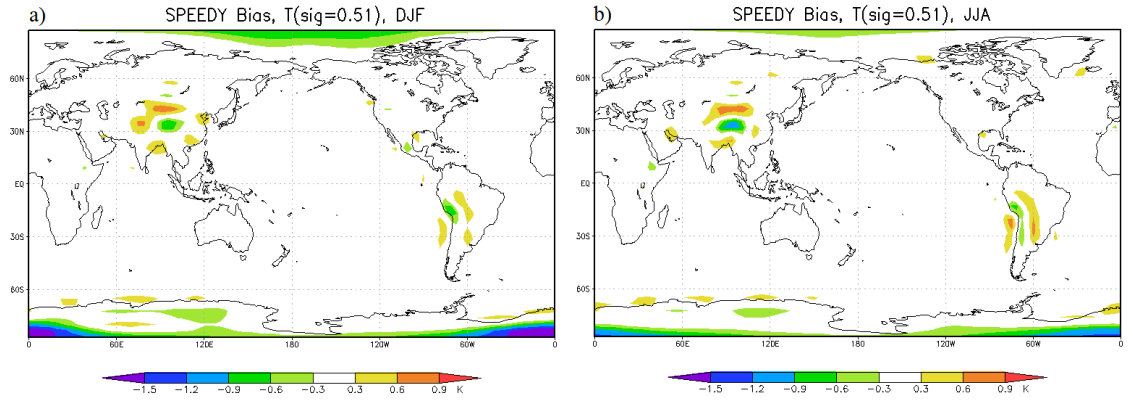 a)
SPEEDY Bias, T(sig=0.51), DJF
60N
30N
EQ
30S
60S
0 60E 120E 180 120W 60W 0
−1.5 −1.2 −0.9 −0.6 −0.3 0.3 0.6 0.9 K
b)
SPEEDY Bias, T(sig=0.51), JJA
60N
30N
EQ
30S
60S
0 60E 120E 180 120W 60W 0
−1.5 −1.2 −0.9 −0.6 −0.3 0.3 0.6 0.9 K